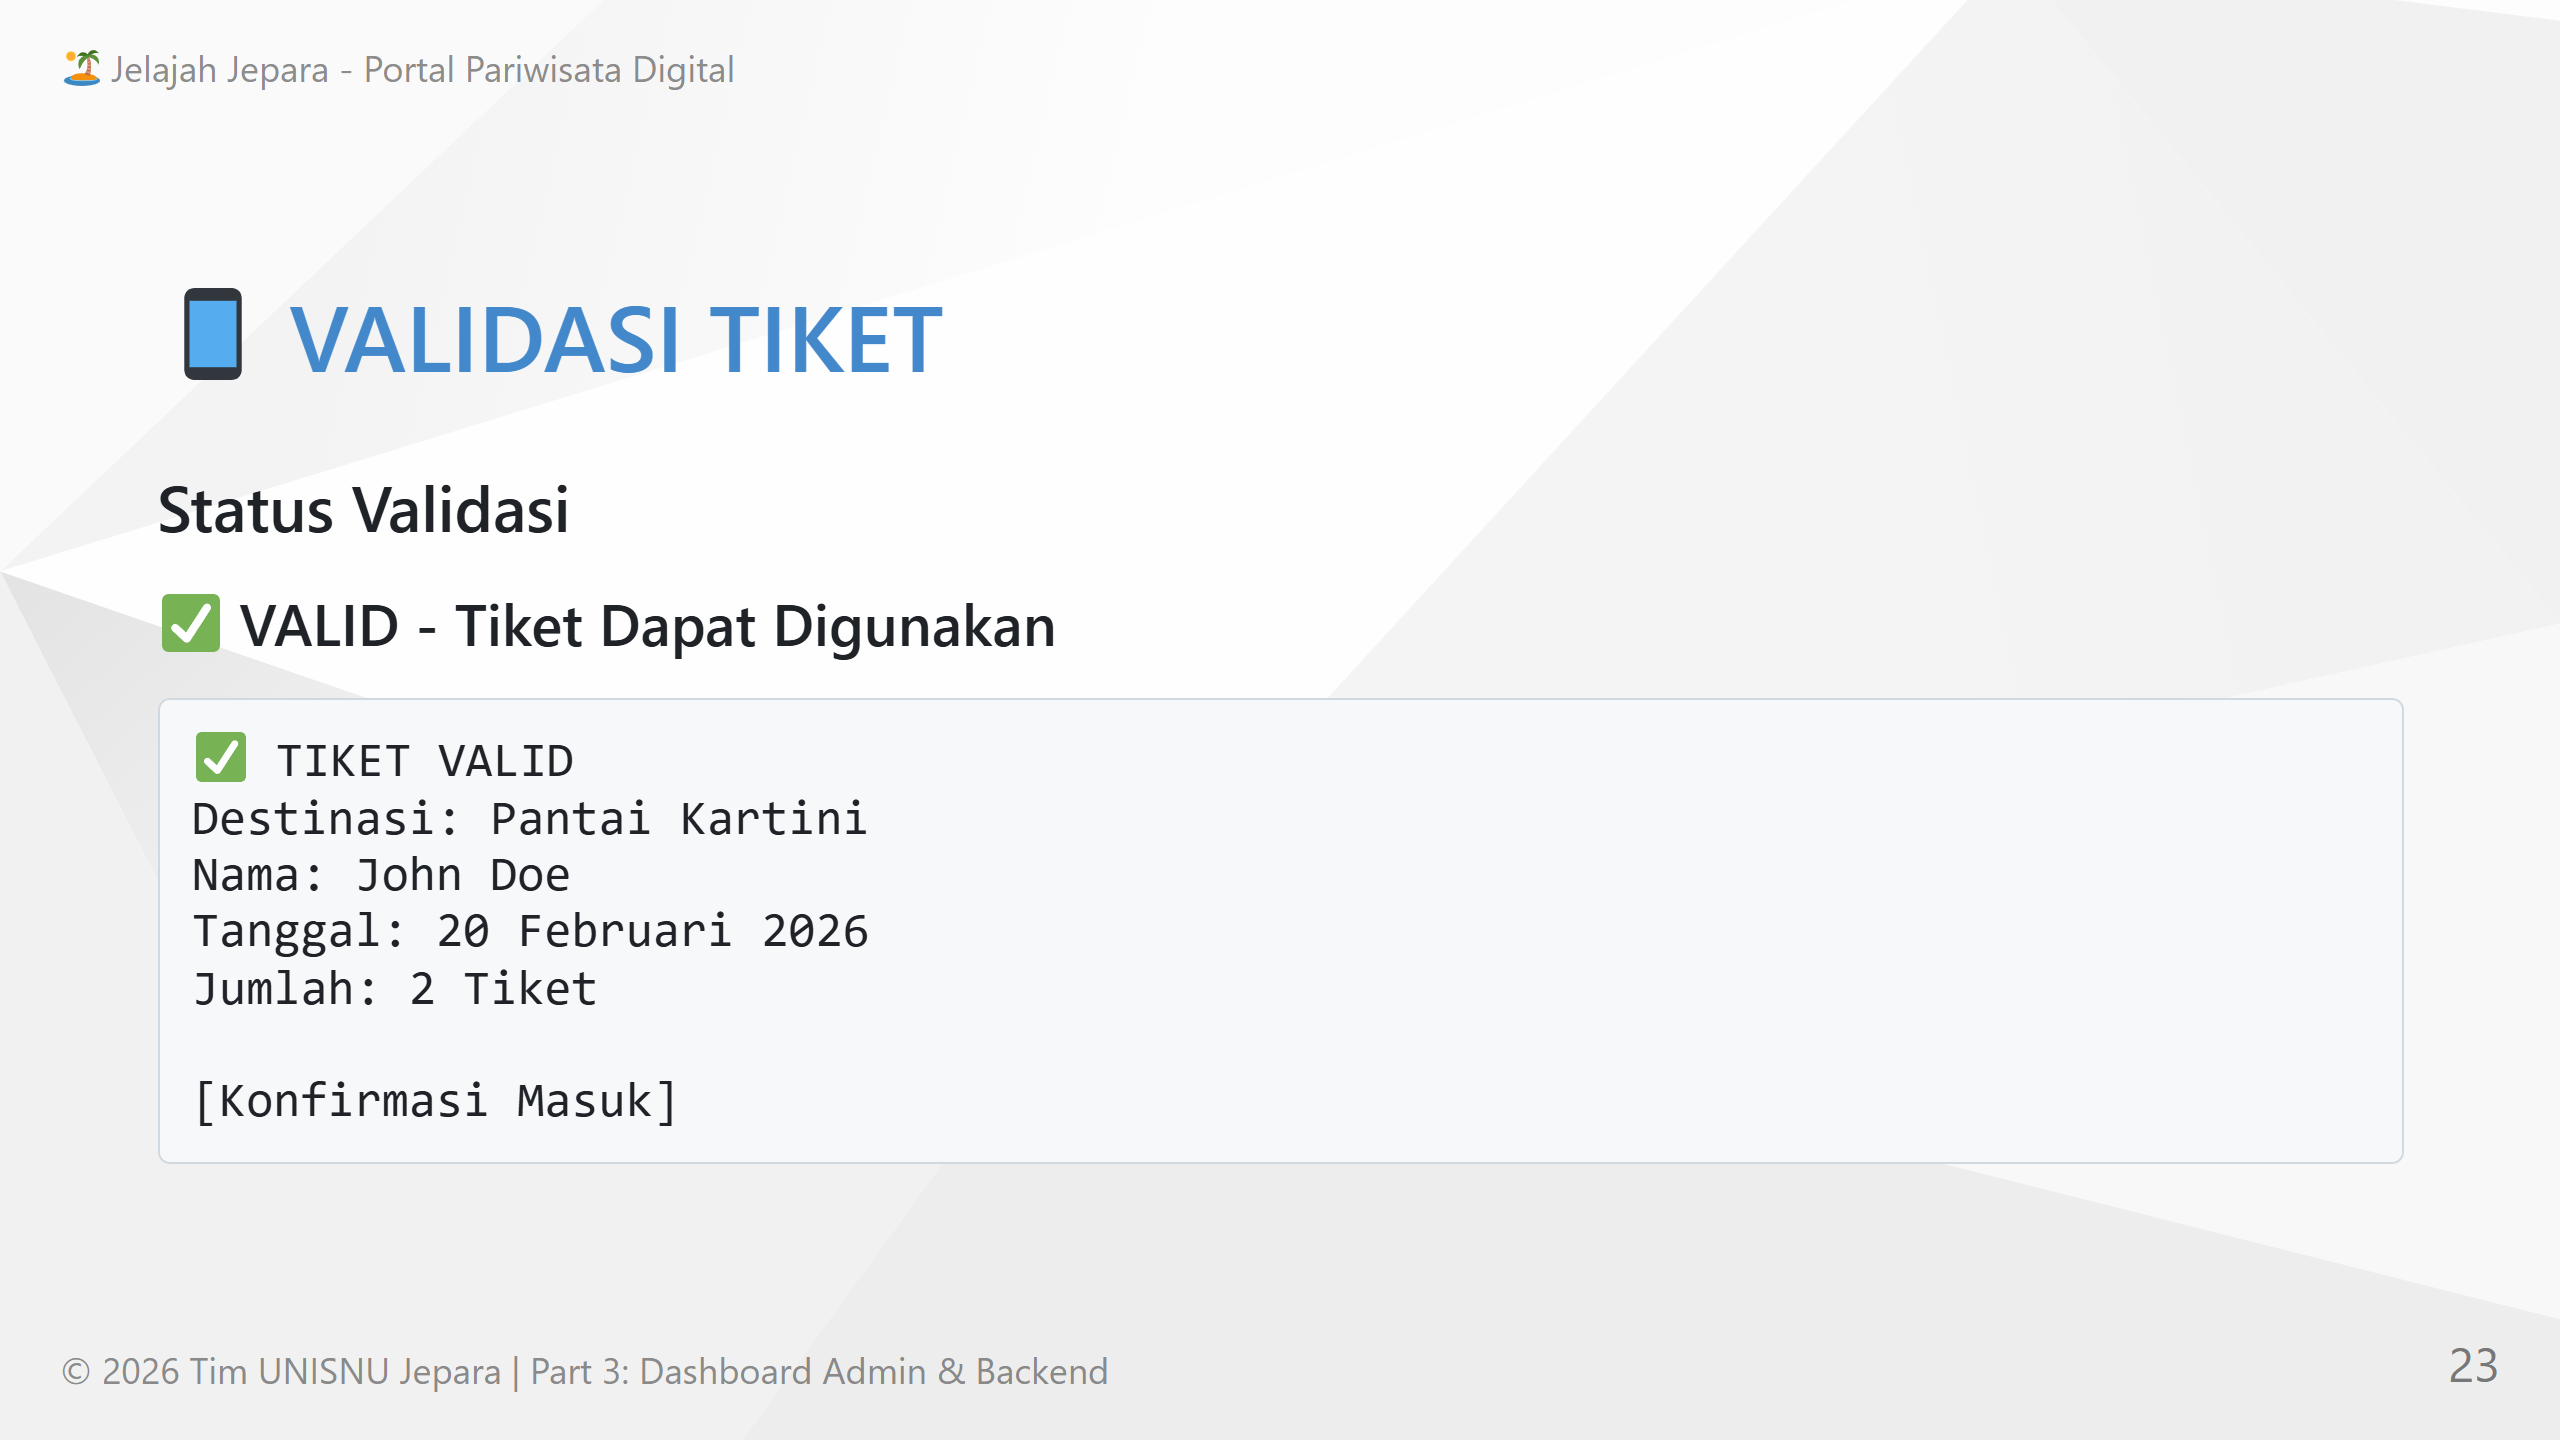 🏝️ Jelajah Jepara - Portal Pariwisata Digital
📱 VALIDASI TIKET
Status Validasi
✅ VALID - Tiket Dapat Digunakan
✅ TIKET VALID
Destinasi: Pantai Kartini
Nama: John Doe
Tanggal: 20 Februari 2026
Jumlah: 2 Tiket
[Konfirmasi Masuk]
© 2026 Tim UNISNU Jepara | Part 3: Dashboard Admin & Backend
23